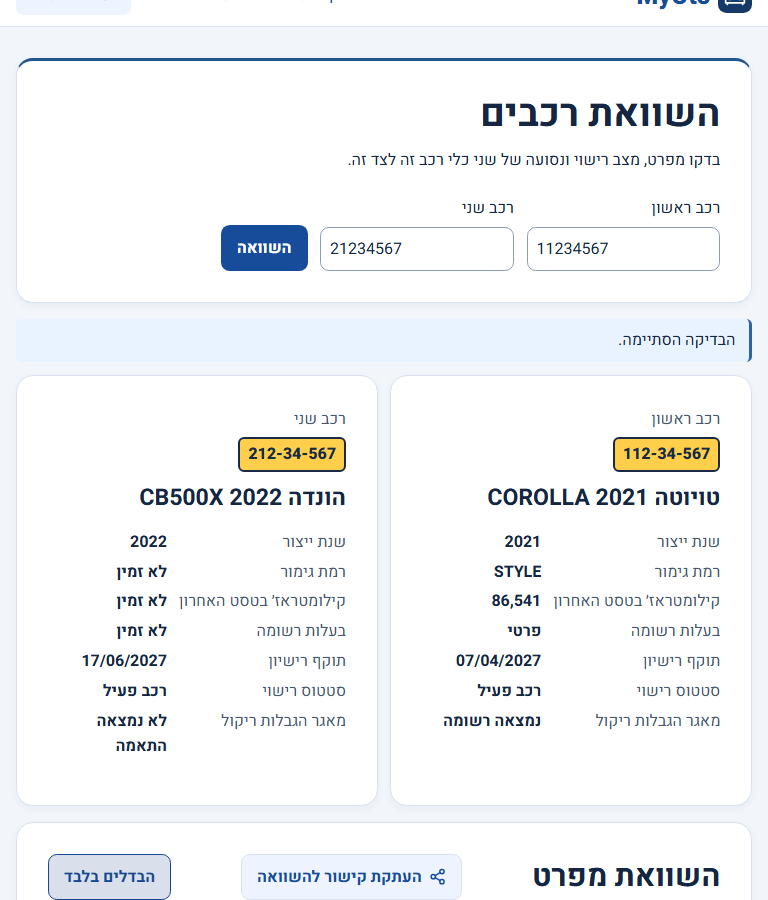 השוואת רכבים
בדקו מפרט, מצב רישוי ונסועה של שני כלי רכב זה לצד זה.
רכב ראשון
11234567
רכב שני
21234567
השוואה
הבדיקה הסתיימה.
רכב ראשון
112-34-567
טויוטה COROLLA 2021
שנת ייצור 2021
רמת גימור STYLE
קילומטראז׳ בטסט האחרון 86,541
בעלות רשומה פרטי
תוקף רישיון 07/04/2027
סטטוס רישוי רכב פעיל
מאגר הגבלות ריקול נמצאה רשומה
רכב שני
212-34-567
הונדה CB500X 2022
שנת ייצור 2022
רמת גימור לא זמין
קילומטראז׳ בטסט האחרון לא זמין
בעלות רשומה לא זמין
תוקף רישיון 17/06/2027
סטטוס רישוי רכב פעיל
מאגר הגבלות ריקול לא נמצאה
התאמה
השוואת מפרט
העתקת קישור להשוואה
הבדלים בלבד